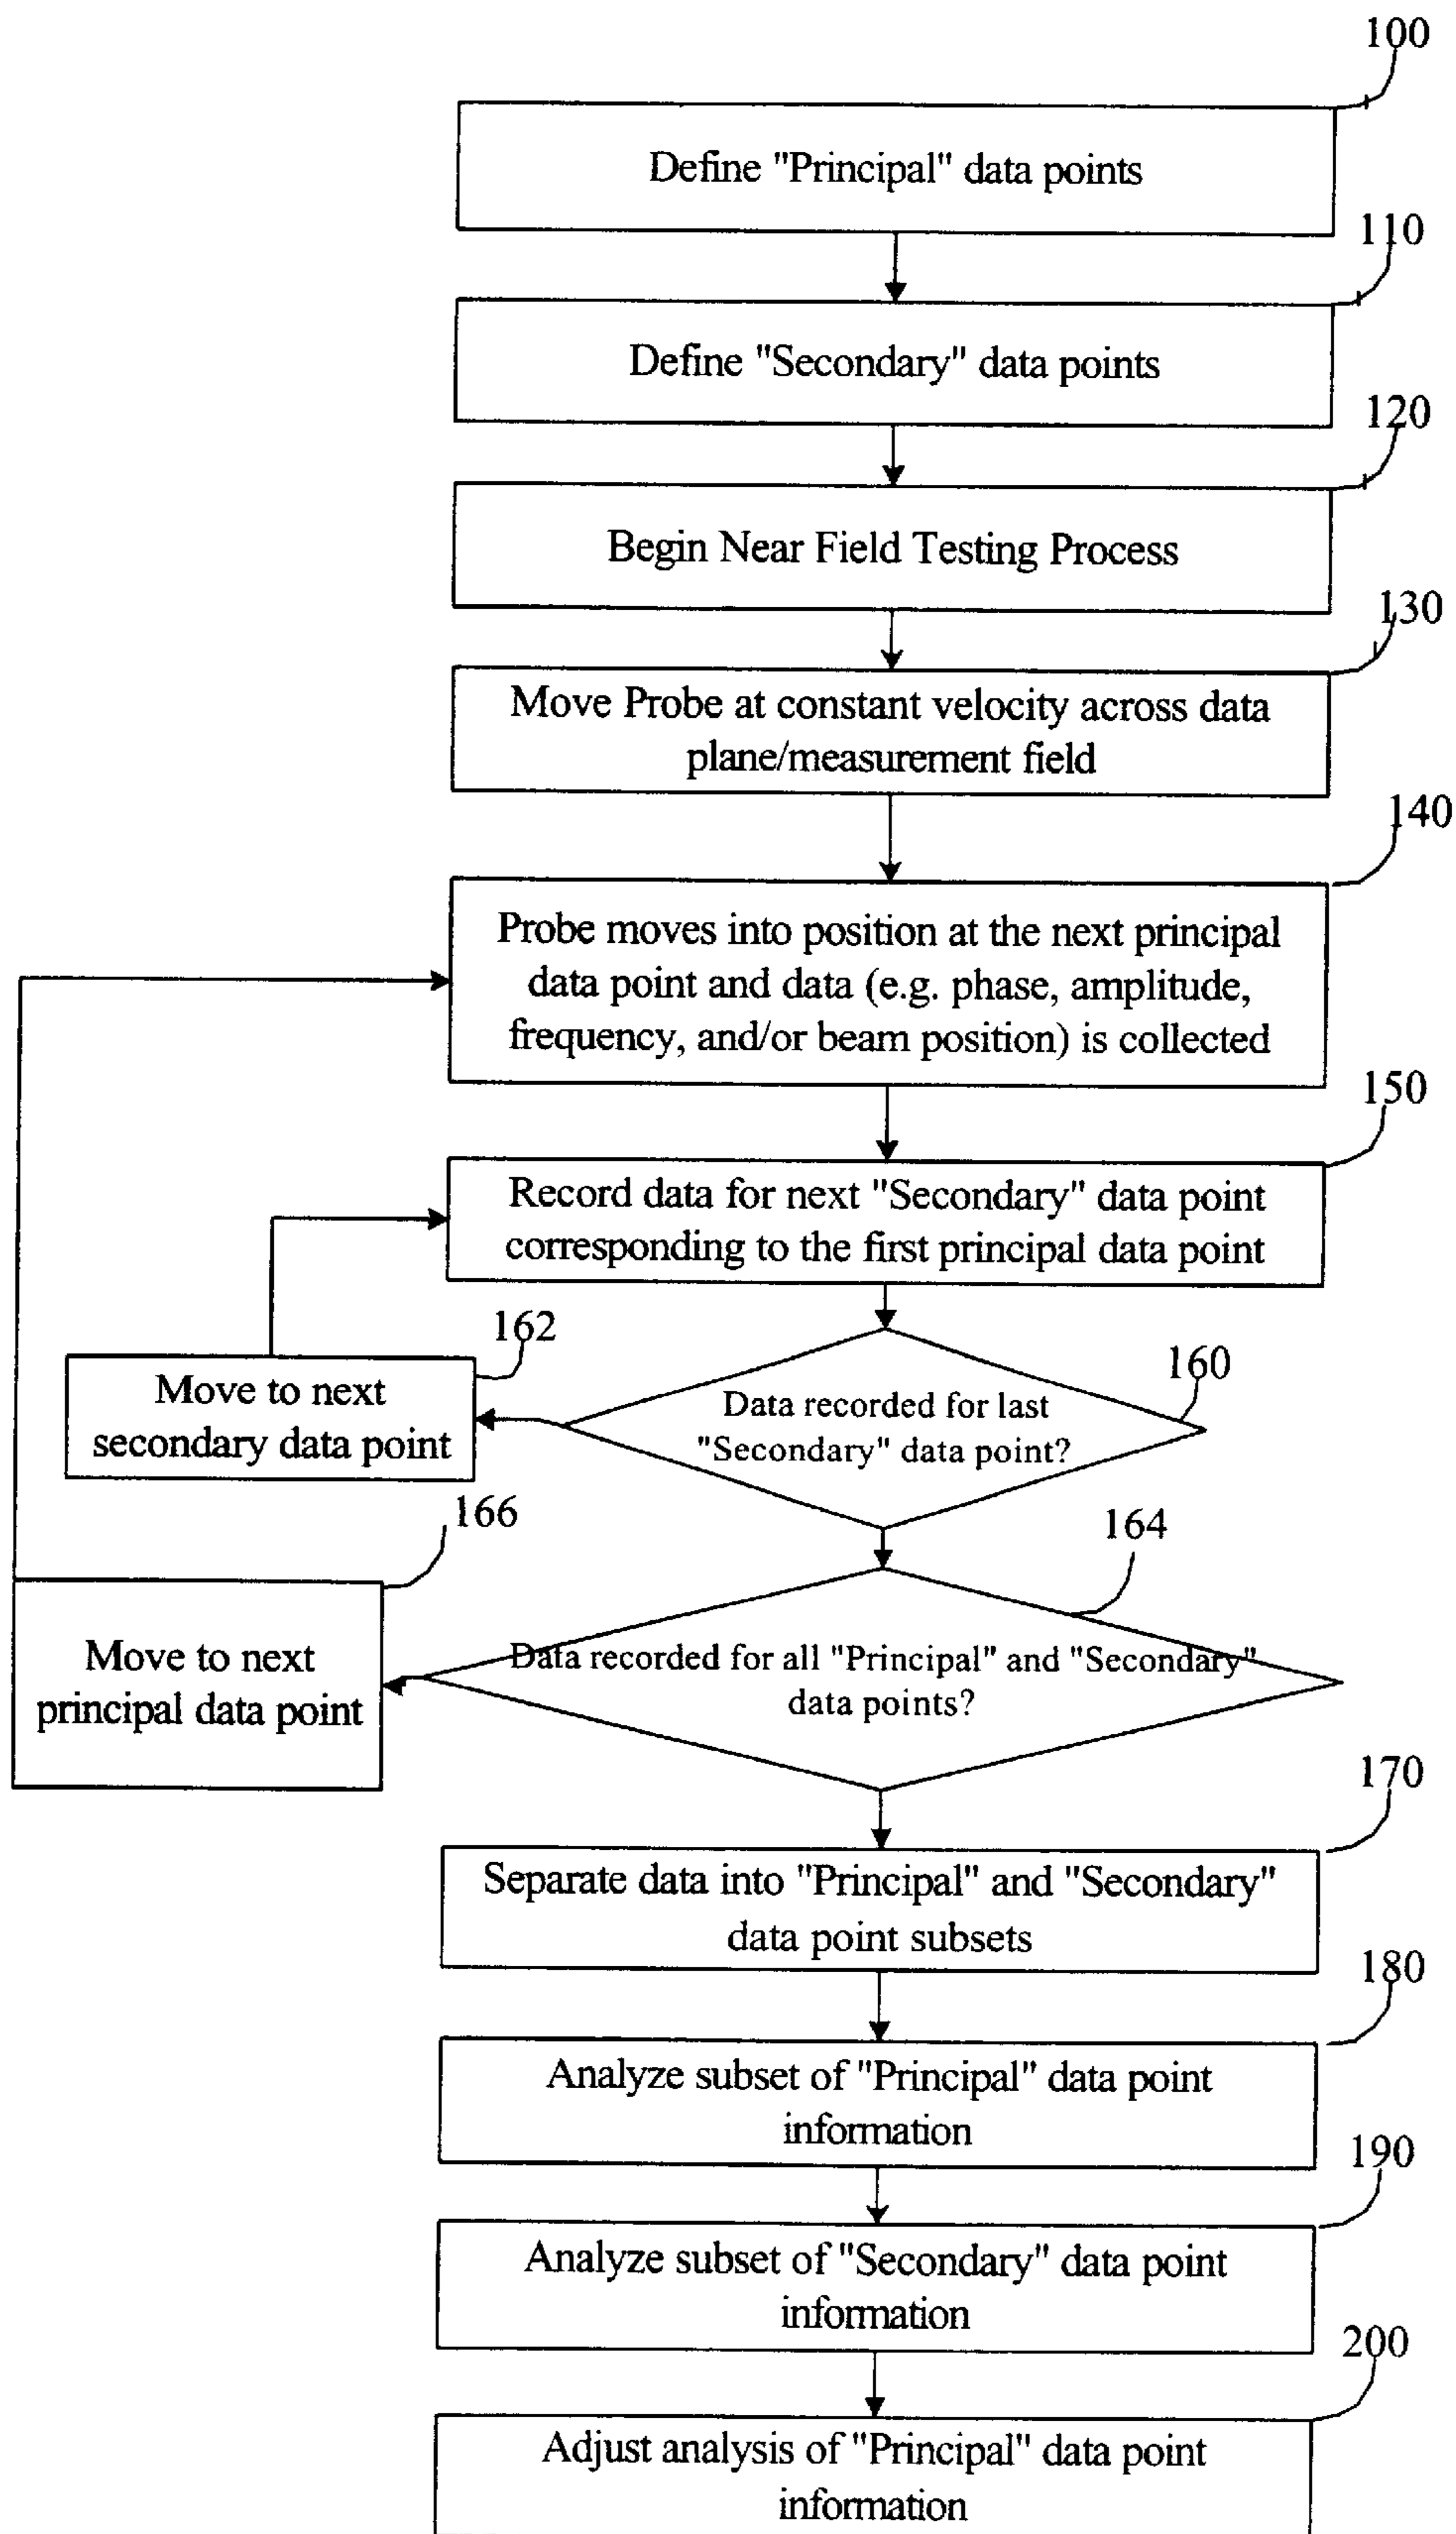 100
Define "Principal" data points
110
Define "Secondary" data points
120
Begin Near Field Testing Process
130
Move Probe at constant velocity across data
plane/measurement field
140
Probe moves into position at the next principal
data point and data (e.g. phase, amplitude,
frequency, and/or beam position) is collected
150
Record data for next "Secondary" data point
corresponding to the first principal data point
162
Move to next
secondary data point
160
Data recorded for last
"Secondary" data point?
166
164
Move to next
principal data point
Data recorded for all "Principal" and "Secondary"
data points?
170
Separate data into "Principal" and "Secondary"
data point subsets
180
Analyze subset of "Principal" data point
information
190
Analyze subset of "Secondary" data point
information
200
Adjust analysis of "Principal" data point
information